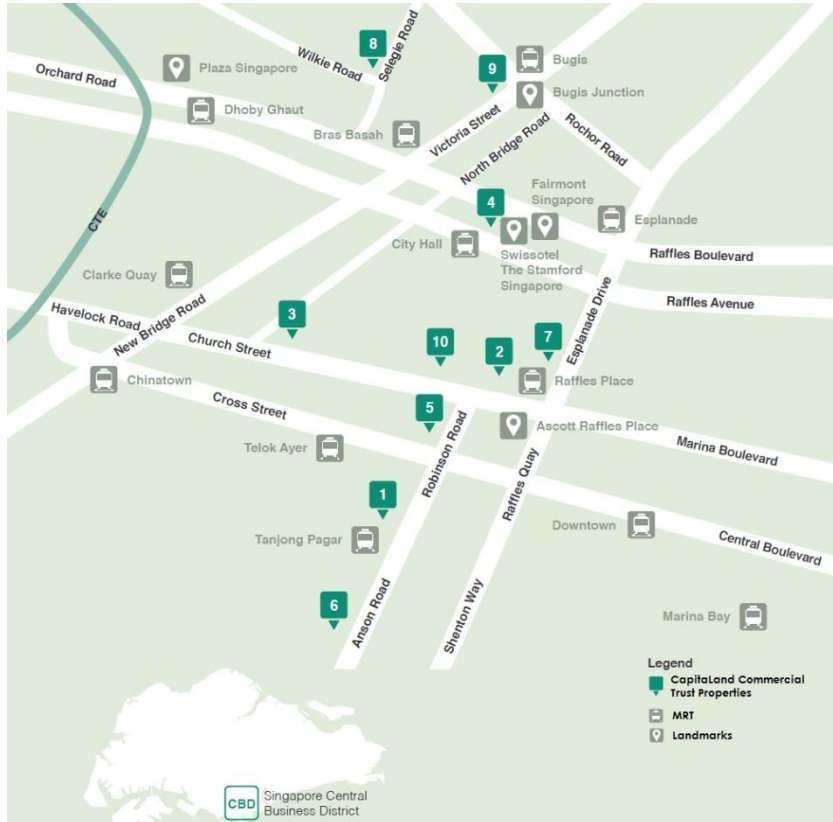 8
Wilkie Road
Selegie Road
Bugis
Plaza Singapore
9
Orchard Road
Bugis Junction
Dhoby Ghaut
Victoria Street
Bras Basah
North Bridge Road
Rochor Road
CTE
4
Fairmont
Singapore
Esplanade
City Hall
Swissotel
The Stamford
Singapore
Raffles Boulevard
Clarke Quay
Raffles Avenue
Havelock Road
New Bridge Road
3
Church Street
Esplanade Drive
10
2
7
Raffles Place
Chinatown
Cross Street
5
Ascott Raffles Place
Marina Boulevard
Telok Ayer
Robinson Road
Raffles Quay
1
Downtown
Tanjong Pagar
Central Boulevard
6
Anson Road
Shenton Way
Marina Bay
Legend
CapitaLand Commercial
Trust Properties
MRT
Landmarks
CBD
Singapore Central
Business District